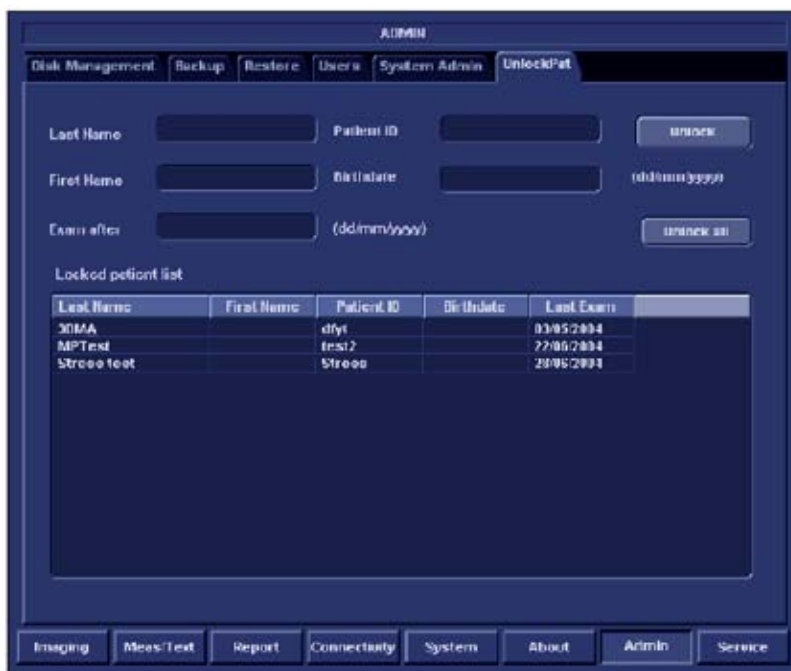 ADMIN
Disk Management Backup Restore Users System Admin UnlockPat
Last Name Patient ID Unlock
First Name Birthdate (dd/mm/yyyy)
Exam after (dd/mm/yyyy) Unlock all
Locked patient list
Last Name First Name Patient ID Birthdate Last Exam
dfyt 03/05/2004
MPTest test2 22/06/2004
Stress test Stress 28/06/2004
Imaging Meas/Text Report Connectivity System About Admin Service